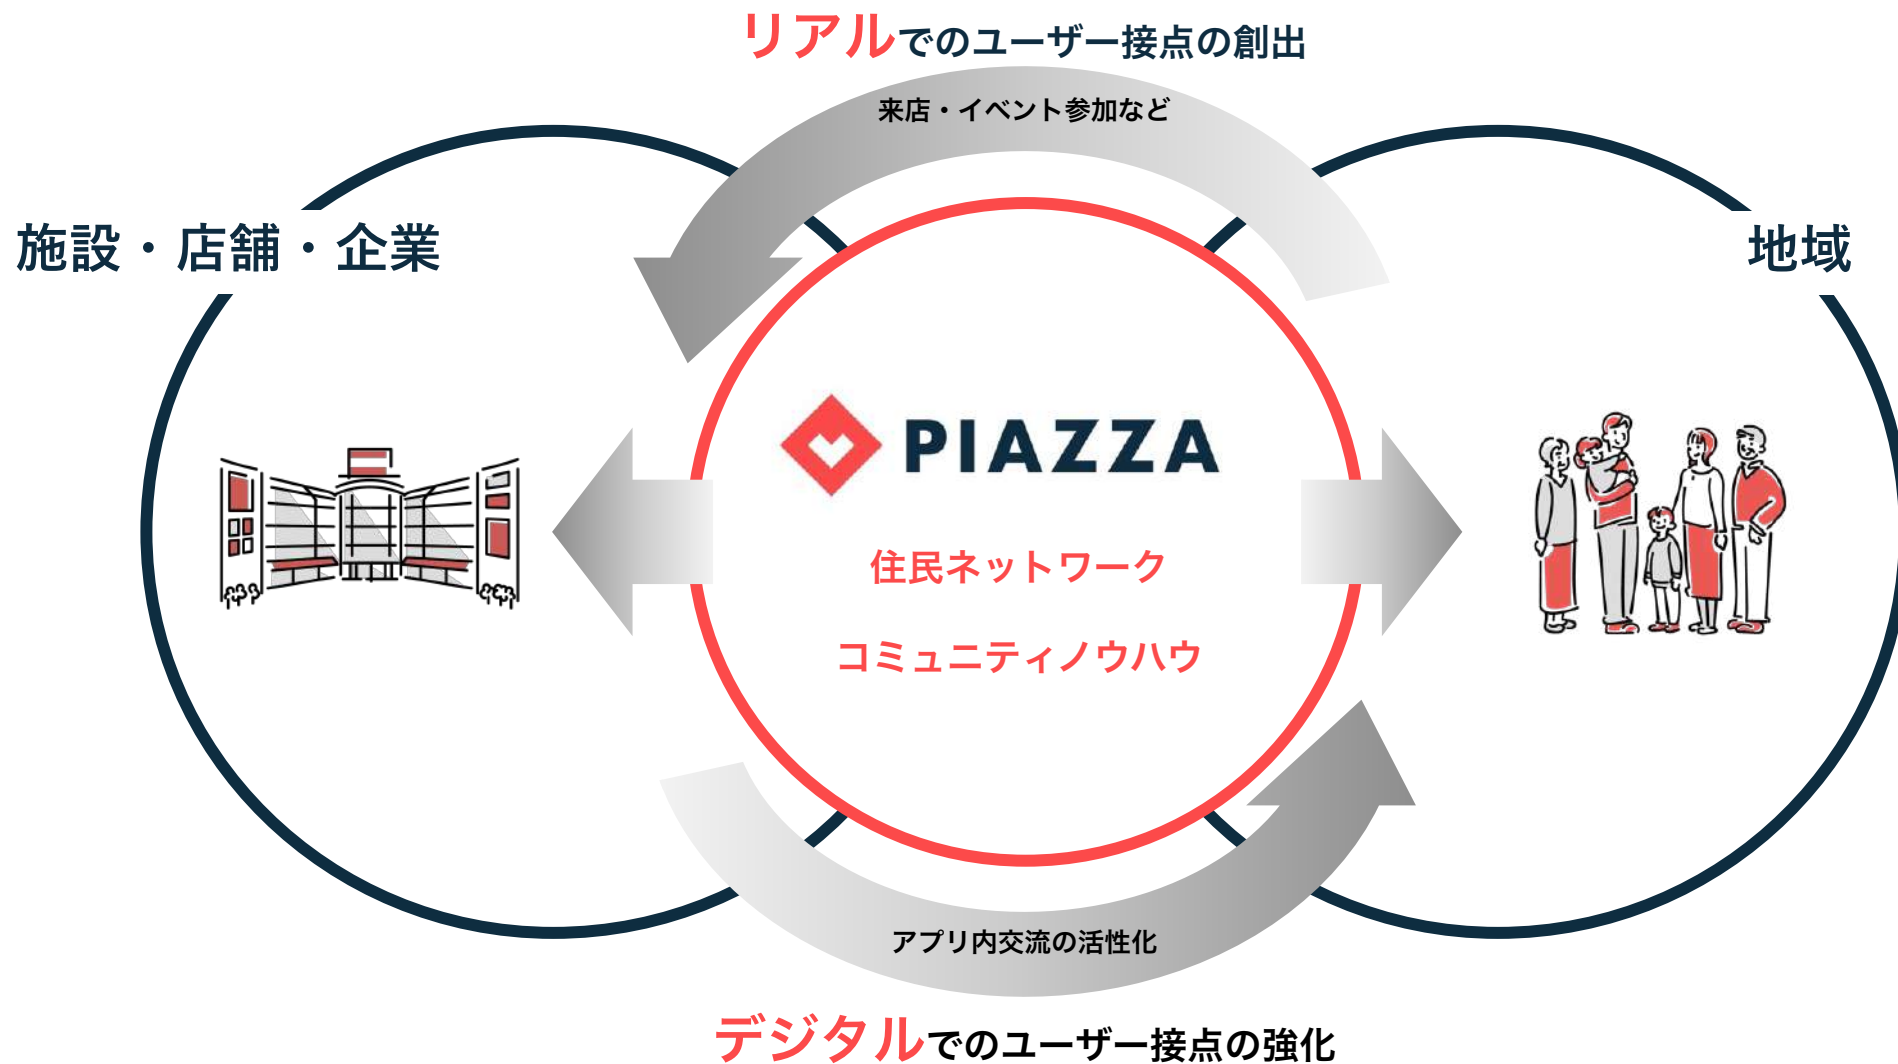 リアルでのユーザー接点の創出
来店・イベント参加など
施設・店舗・企業
地域
PIAZZA
住民ネットワーク
コミュニティノウハウ
アプリ内交流の活性化
デジタルでのユーザー接点の強化